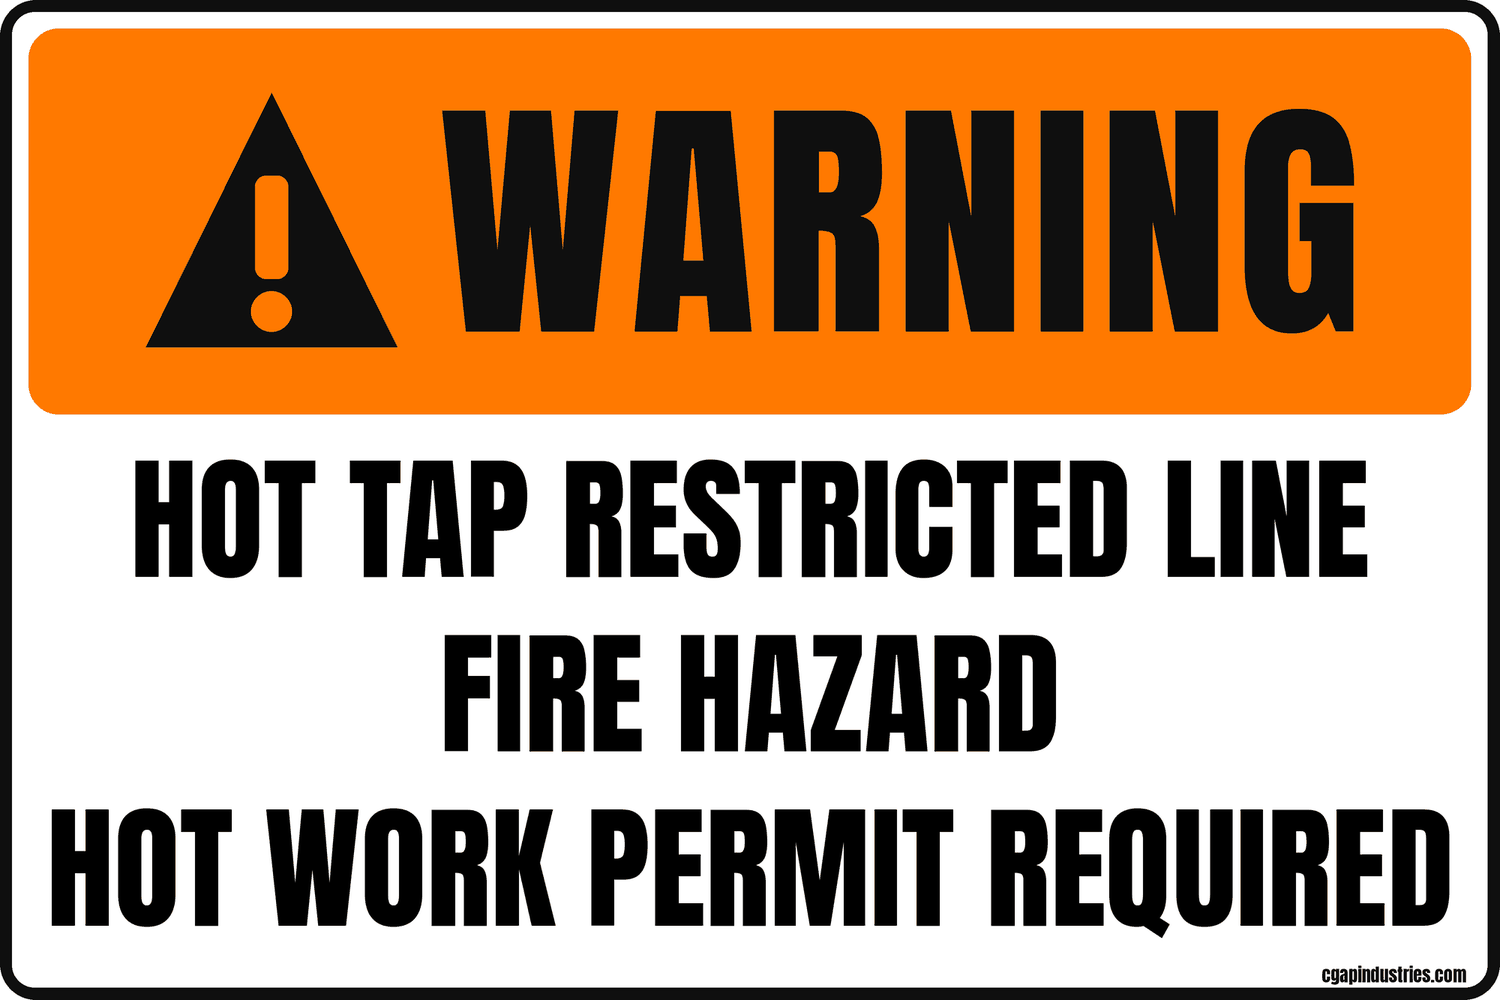 WARNING
HOT TAP RESTRICTED LINE
FIRE HAZARD
HOT WORK PERMIT REQUIRED
cgapindustries.com